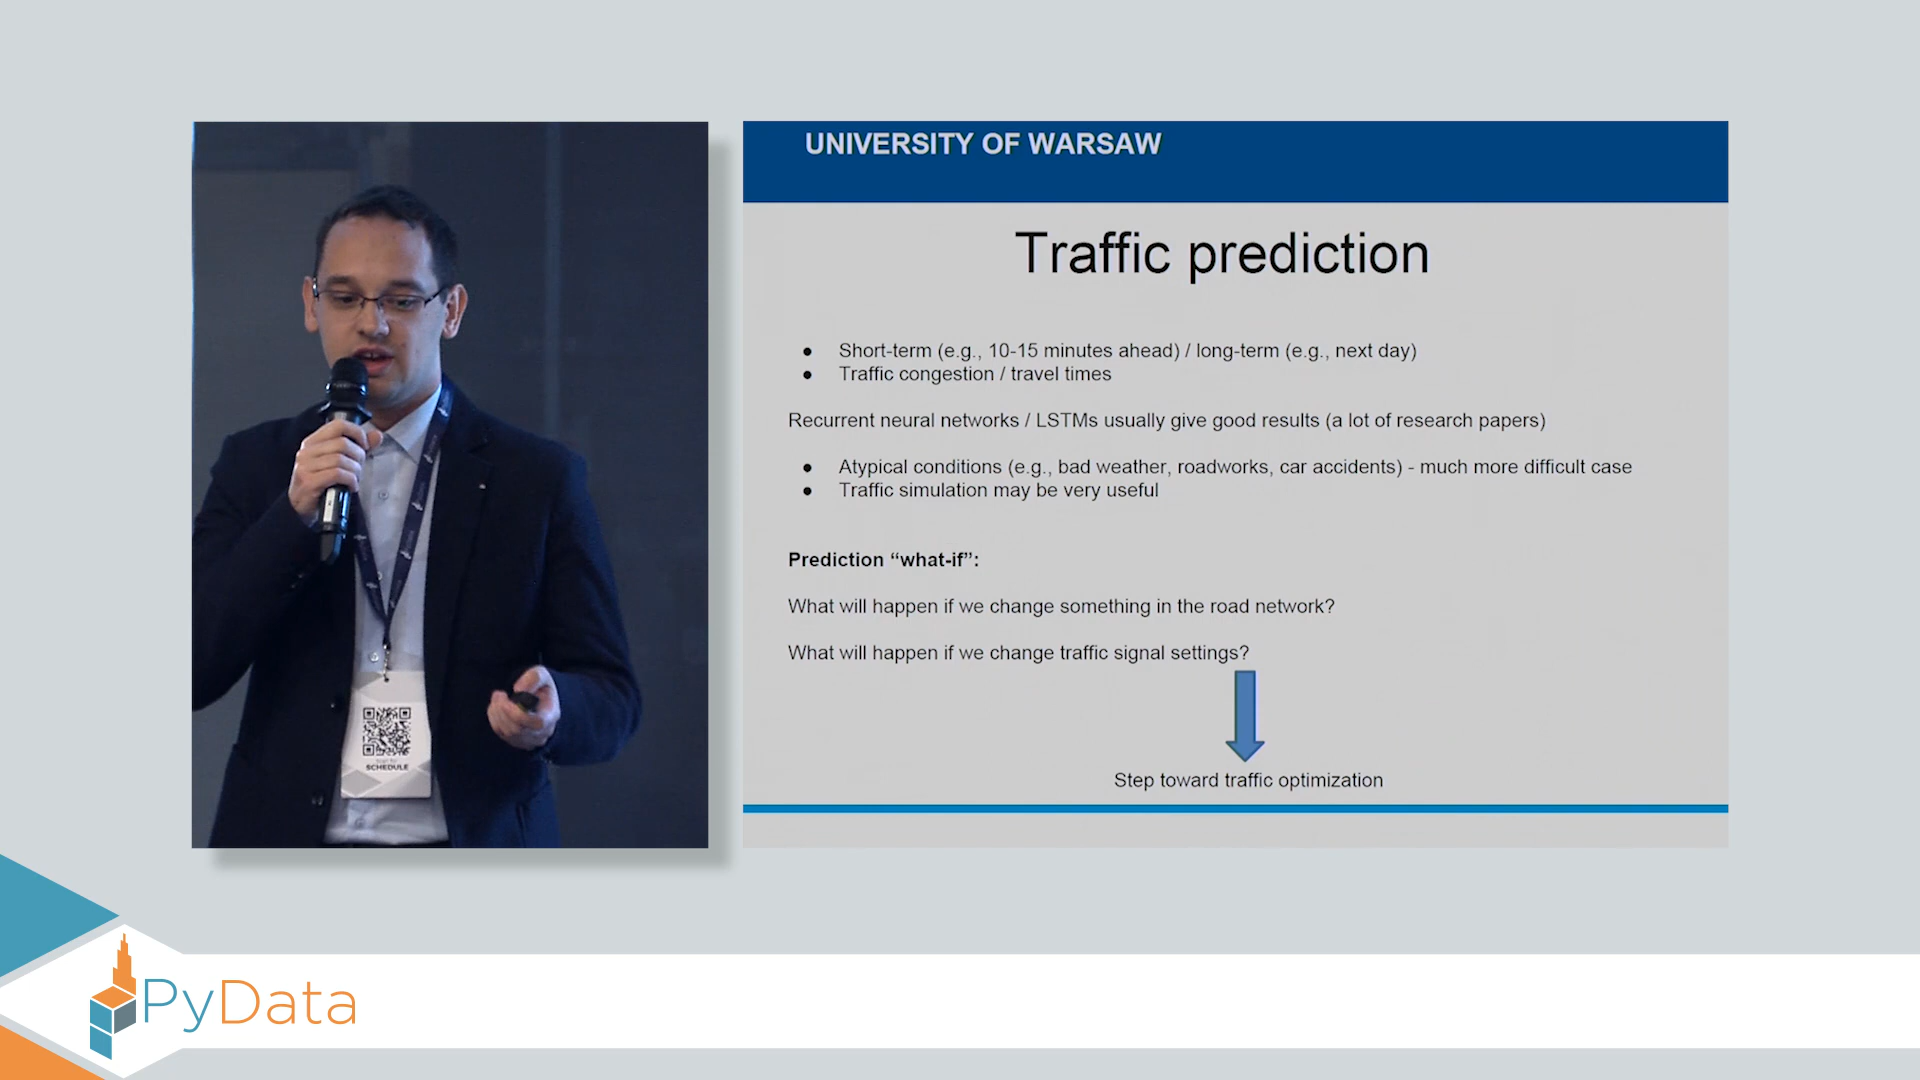 UNIVERSITY OF WARSAW
Traffic prediction
● Short-term (e.g., 10-15 minutes ahead) / long-term (e.g., next day)
● Traffic congestion / travel times
Recurrent neural networks / LSTMs usually give good results (a lot of research papers)
● Atypical conditions (e.g., bad weather, roadworks, car accidents) - much more difficult case
● Traffic simulation may be very useful
Prediction “what-if”:
What will happen if we change something in the road network?
What will happen if we change traffic signal settings?
Step toward traffic optimization
SCHEDULE
PyData